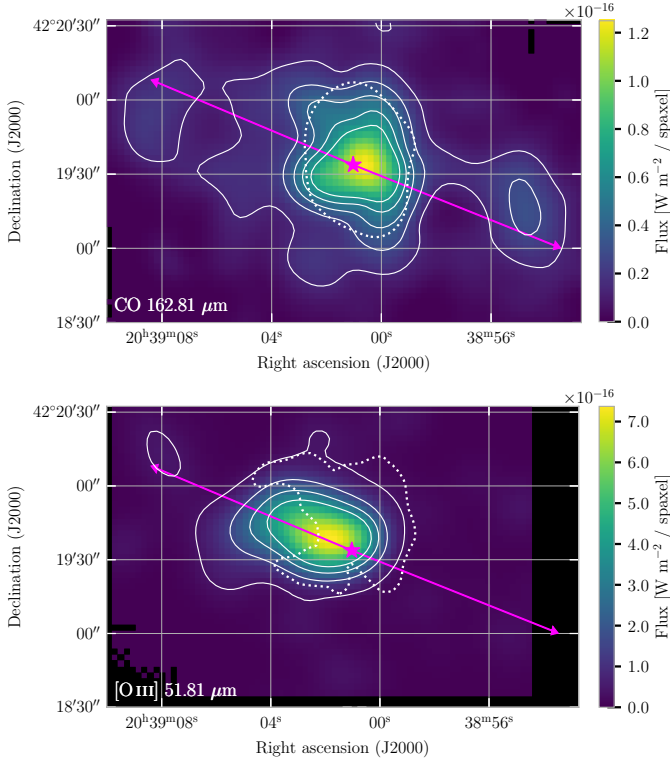 ×10⁻¹⁶
42°20′30″
00″
19′30″
00″
18′30″
Declination (J2000)
CO 162.81 μm
20ʰ39ᵐ08ˢ
04ˢ
00ˢ
38ᵐ56ˢ
Right ascension (J2000)
1.2
1.0
0.8
0.6
0.4
0.2
0.0
Flux [W m⁻² / spaxel]
×10⁻¹⁶
42°20′30″
00″
19′30″
00″
18′30″
Declination (J2000)
[O III] 51.81 μm
20ʰ39ᵐ08ˢ
04ˢ
00ˢ
38ᵐ56ˢ
Right ascension (J2000)
7.0
6.0
5.0
4.0
3.0
2.0
1.0
0.0
Flux [W m⁻² / spaxel]